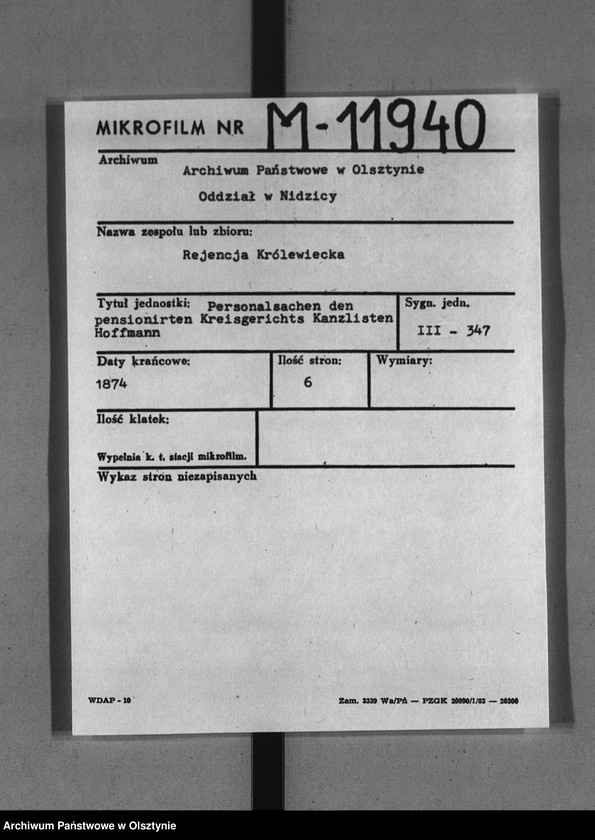 MIKROFILM NR M-11940
Archiwum
Archiwum Państwowe w Olsztynie
Oddział w Nidzicy
Nazwa zespołu lub zbioru:
Rejencja Królewiecka
Tytuł jednostki: Personalsachen den
pensionirten Kreisgerichts Kanzlisten
Hoffmann
Sygn. jedn.
III - 347
Daty krańcowe:
1874
Ilość stron:
6
Wymiary:
Ilość klatek:
Wypełnia k. t. stacji mikrofilm.
Wykaz stron niezapisanych
WDAP - 10
Zam. 3339 Wa/Pń — PZGK 20990/I/83 — 20300
Archiwum Państwowe w Olsztynie